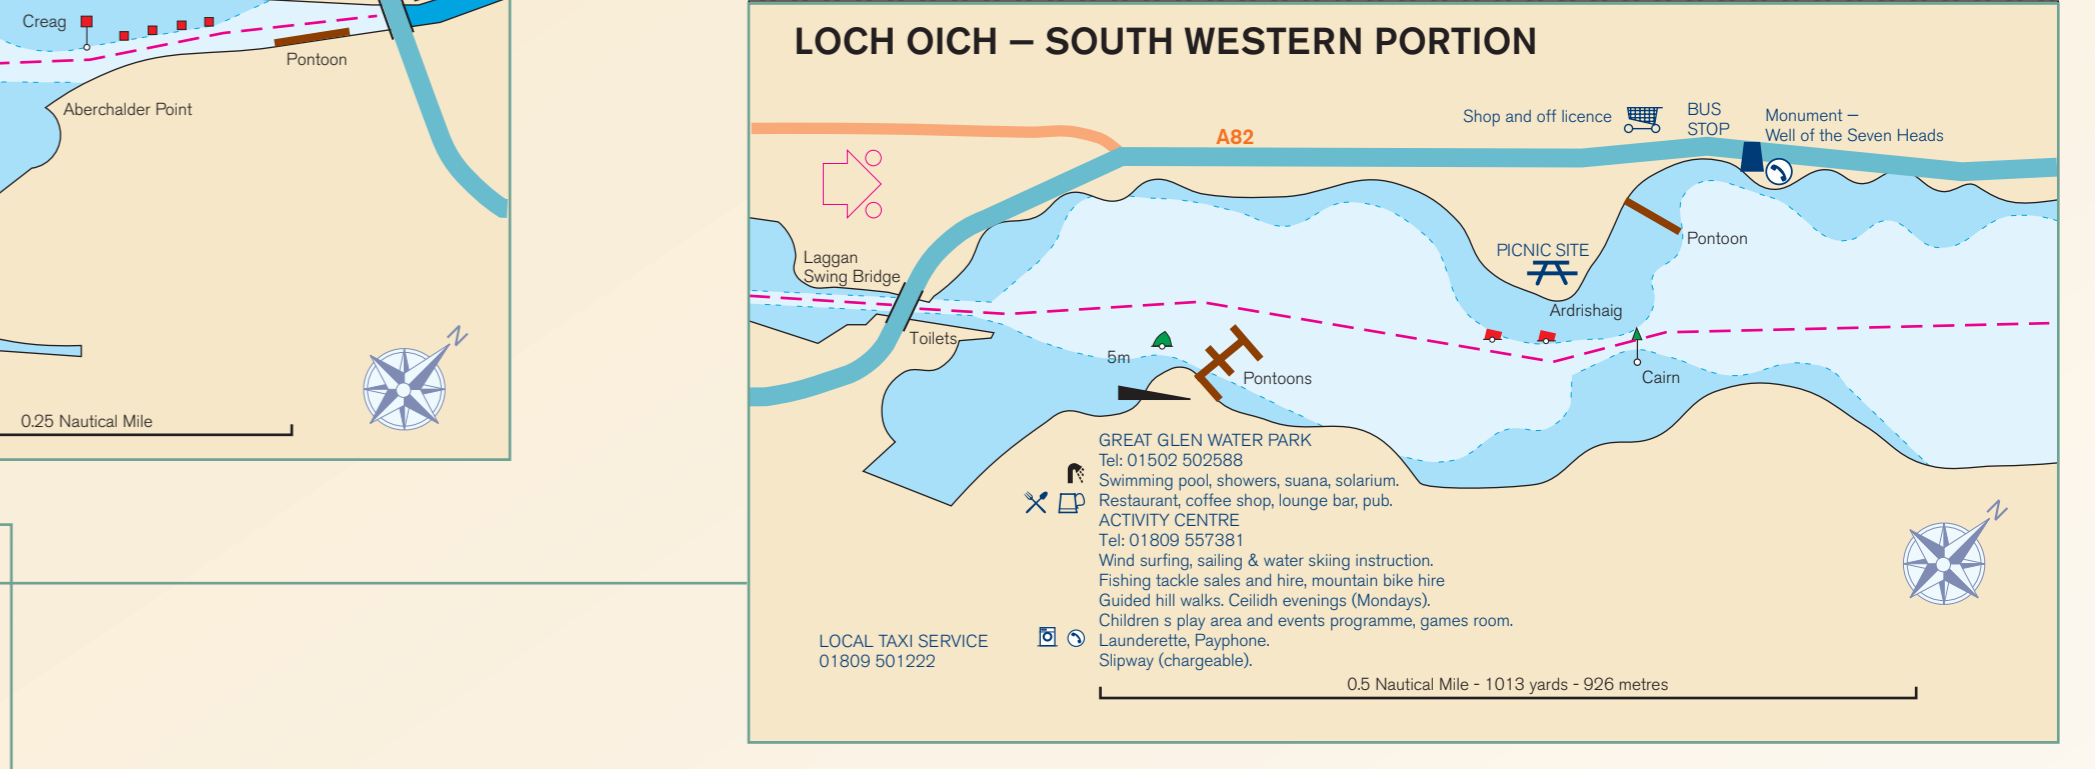 Creag
Pontoon
Aberchalder Point
N
0.25 Nautical Mile
LOCH OICH – SOUTH WESTERN PORTION
A82
Shop and off licence
BUS
STOP
Monument –
Well of the Seven Heads
Laggan
Swing Bridge
PICNIC SITE
Pontoon
Ardrishaig
Toilets
5m
Pontoons
Cairn
GREAT GLEN WATER PARK
Tel: 01502 502588
Swimming pool, showers, suana, solarium.
Restaurant, coffee shop, lounge bar, pub.
ACTIVITY CENTRE
Tel: 01809 557381
Wind surfing, sailing & water skiing instruction.
Fishing tackle sales and hire, mountain bike hire
Guided hill walks. Ceilidh evenings (Mondays).
Children s play area and events programme, games room.
Launderette, Payphone.
Slipway (chargeable).
LOCAL TAXI SERVICE
01809 501222
N
0.5 Nautical Mile - 1013 yards - 926 metres